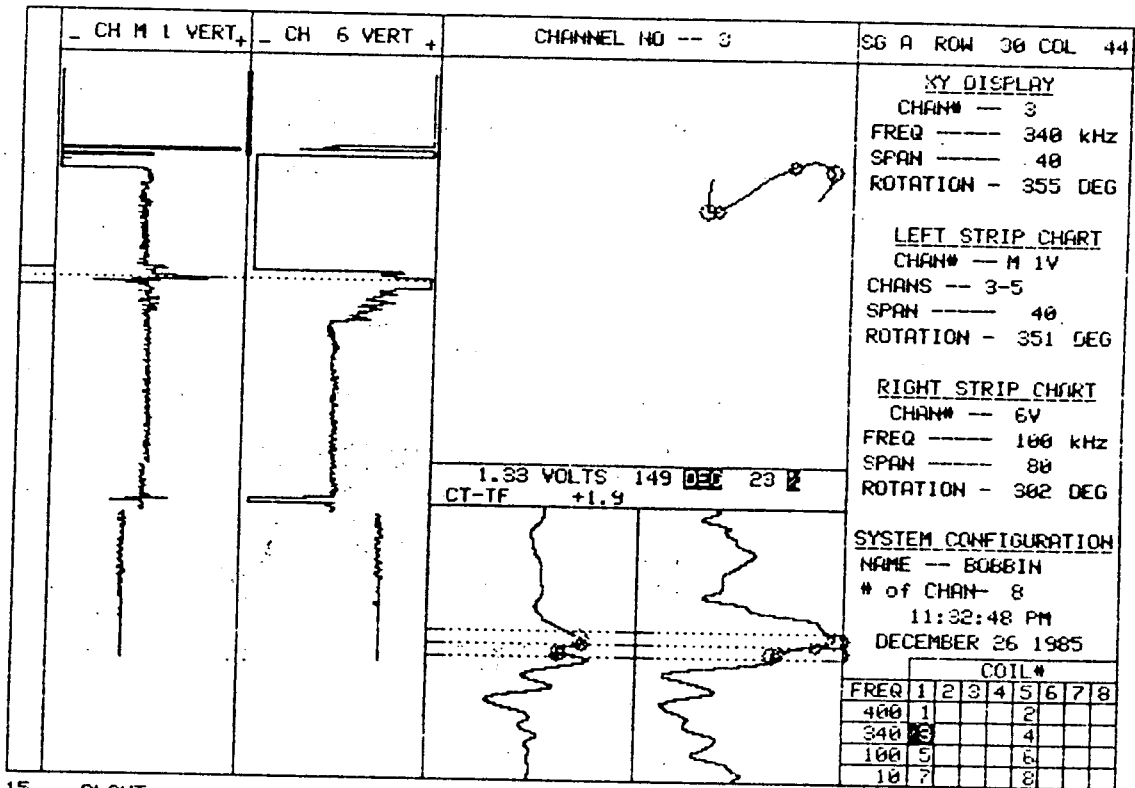 _ CH M 1 VERT +
_ CH 6 VERT +
CHANNEL NO -- 3
SG A ROW 30 COL 44
XY DISPLAY
CHAN# -- 3
FREQ ----- 340 kHz
SPAN ----- 40
ROTATION - 355 DEG
LEFT STRIP CHART
CHAN# -- M 1V
CHANS -- 3-5
SPAN ----- 40
ROTATION - 351 DEG
RIGHT STRIP CHART
CHAN# -- 6V
FREQ ----- 100 kHz
SPAN ----- 80
ROTATION - 302 DEG
1.33 VOLTS 149 DEG 23 %
CT-TF +1.9
SYSTEM CONFIGURATION
NAME -- BOBBIN
# of CHAN- 8
11:32:48 PM
DECEMBER 26 1985
COIL#
FREQ 1 2 3 4 5 6 7 8
400 1 2
340 3 4
100 5 6
10 7 8